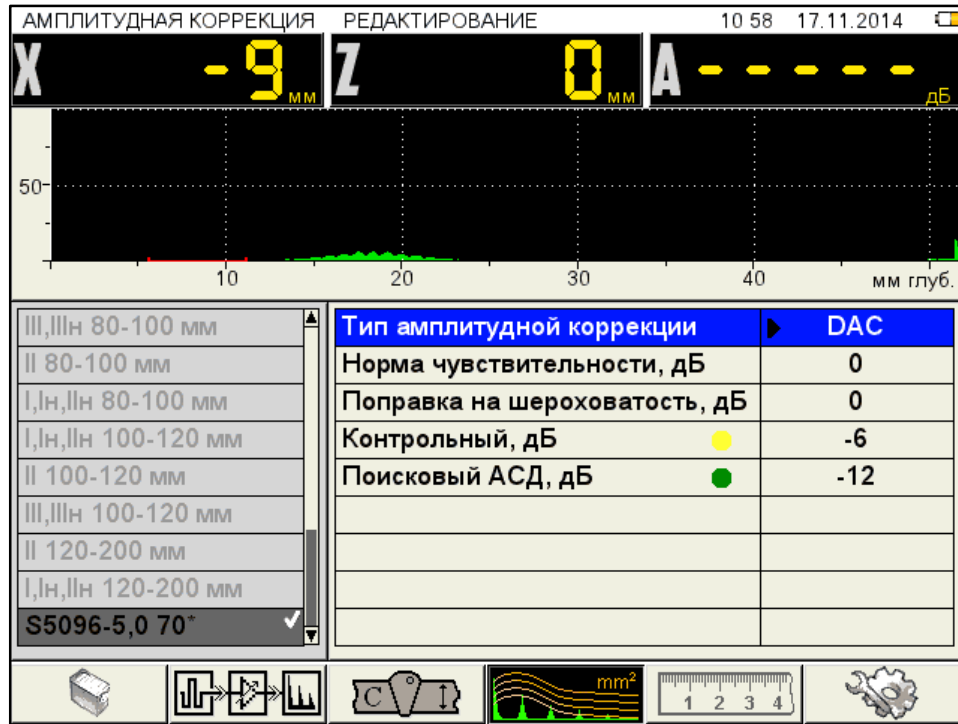 АМПЛИТУДНАЯ КОРРЕКЦИЯ РЕДАКТИРОВАНИЕ 10 58 17.11.2014
X -9 мм Z 0 мм A - - - - - дБ
50
10 20 30 40 мм глуб.
III,IIIн 80-100 мм
II 80-100 мм
I,Iн,IIн 80-100 мм
I,Iн,IIн 100-120 мм
II 100-120 мм
III,IIIн 100-120 мм
II 120-200 мм
I,Iн,IIн 120-200 мм
S5096-5,0 70*
Тип амплитудной коррекции DAC
Норма чувствительности, дБ 0
Поправка на шероховатость, дБ 0
Контрольный, дБ -6
Поисковый АСД, дБ -12
C
mm²
1 2 3 4